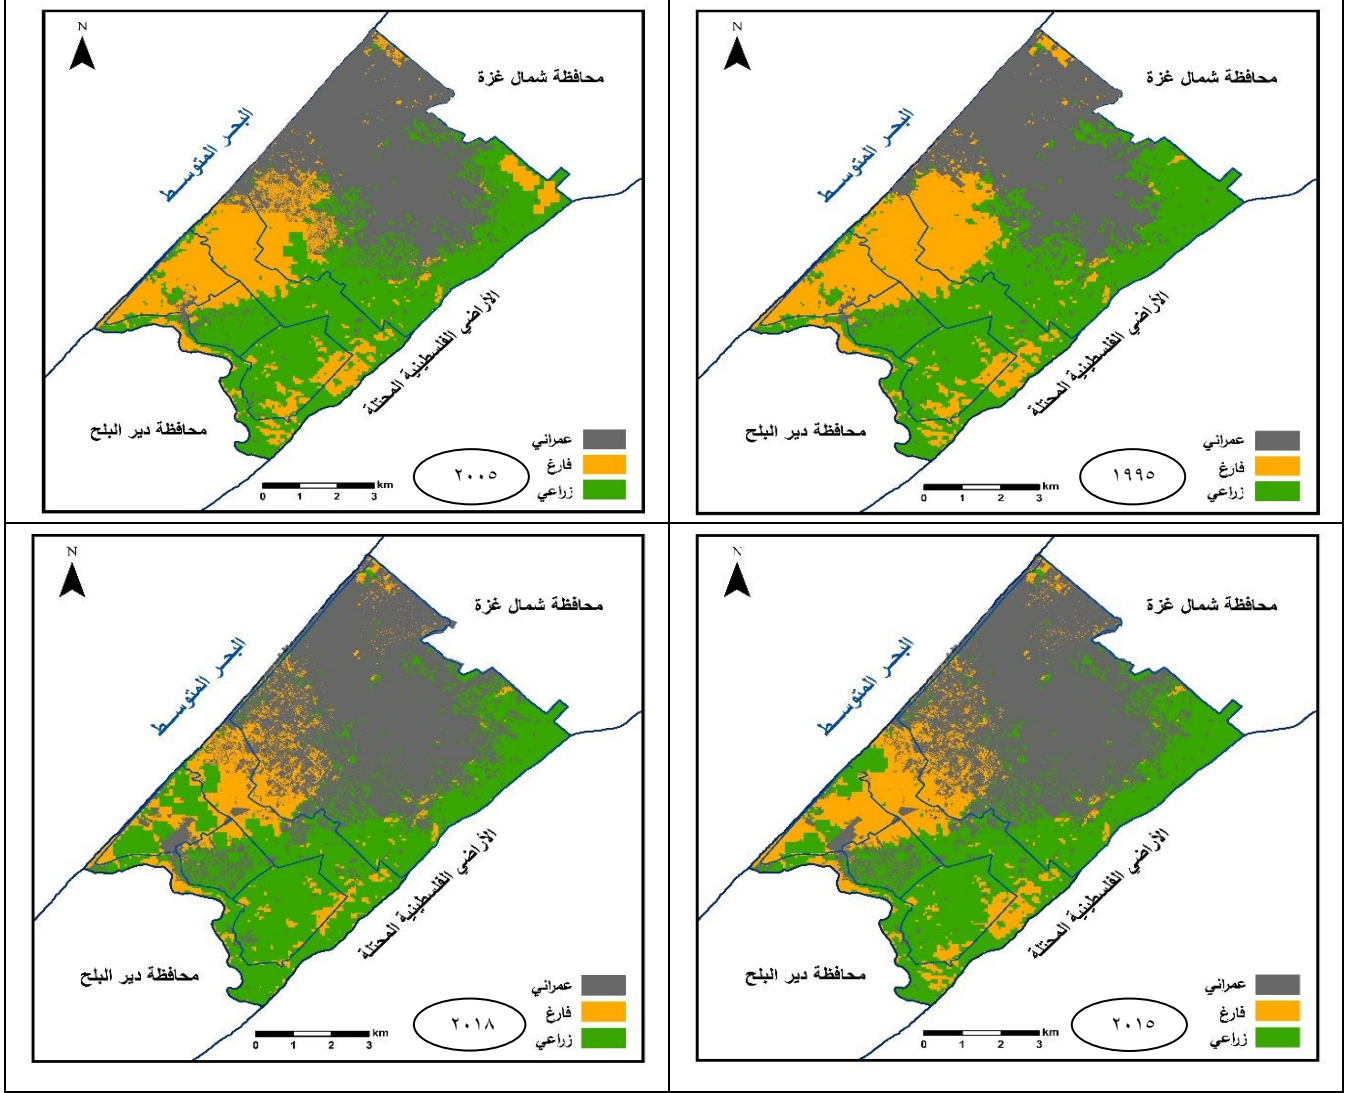 N
محافظة شمال غزة
البحر المتوسط
الأراضي الفلسطينية المحتلة
محافظة دير البلح
عمراني
فارغ
زراعي
١٩٩٥
0 1 2 3 km
N
محافظة شمال غزة
البحر المتوسط
الأراضي الفلسطينية المحتلة
محافظة دير البلح
عمراني
فارغ
زراعي
٢٠٠٥
0 1 2 3 km
N
محافظة شمال غزة
البحر المتوسط
الأراضي الفلسطينية المحتلة
محافظة دير البلح
عمراني
فارغ
زراعي
٢٠١٥
0 1 2 3 km
N
محافظة شمال غزة
البحر المتوسط
الأراضي الفلسطينية المحتلة
محافظة دير البلح
عمراني
فارغ
زراعي
٢٠١٨
0 1 2 3 km